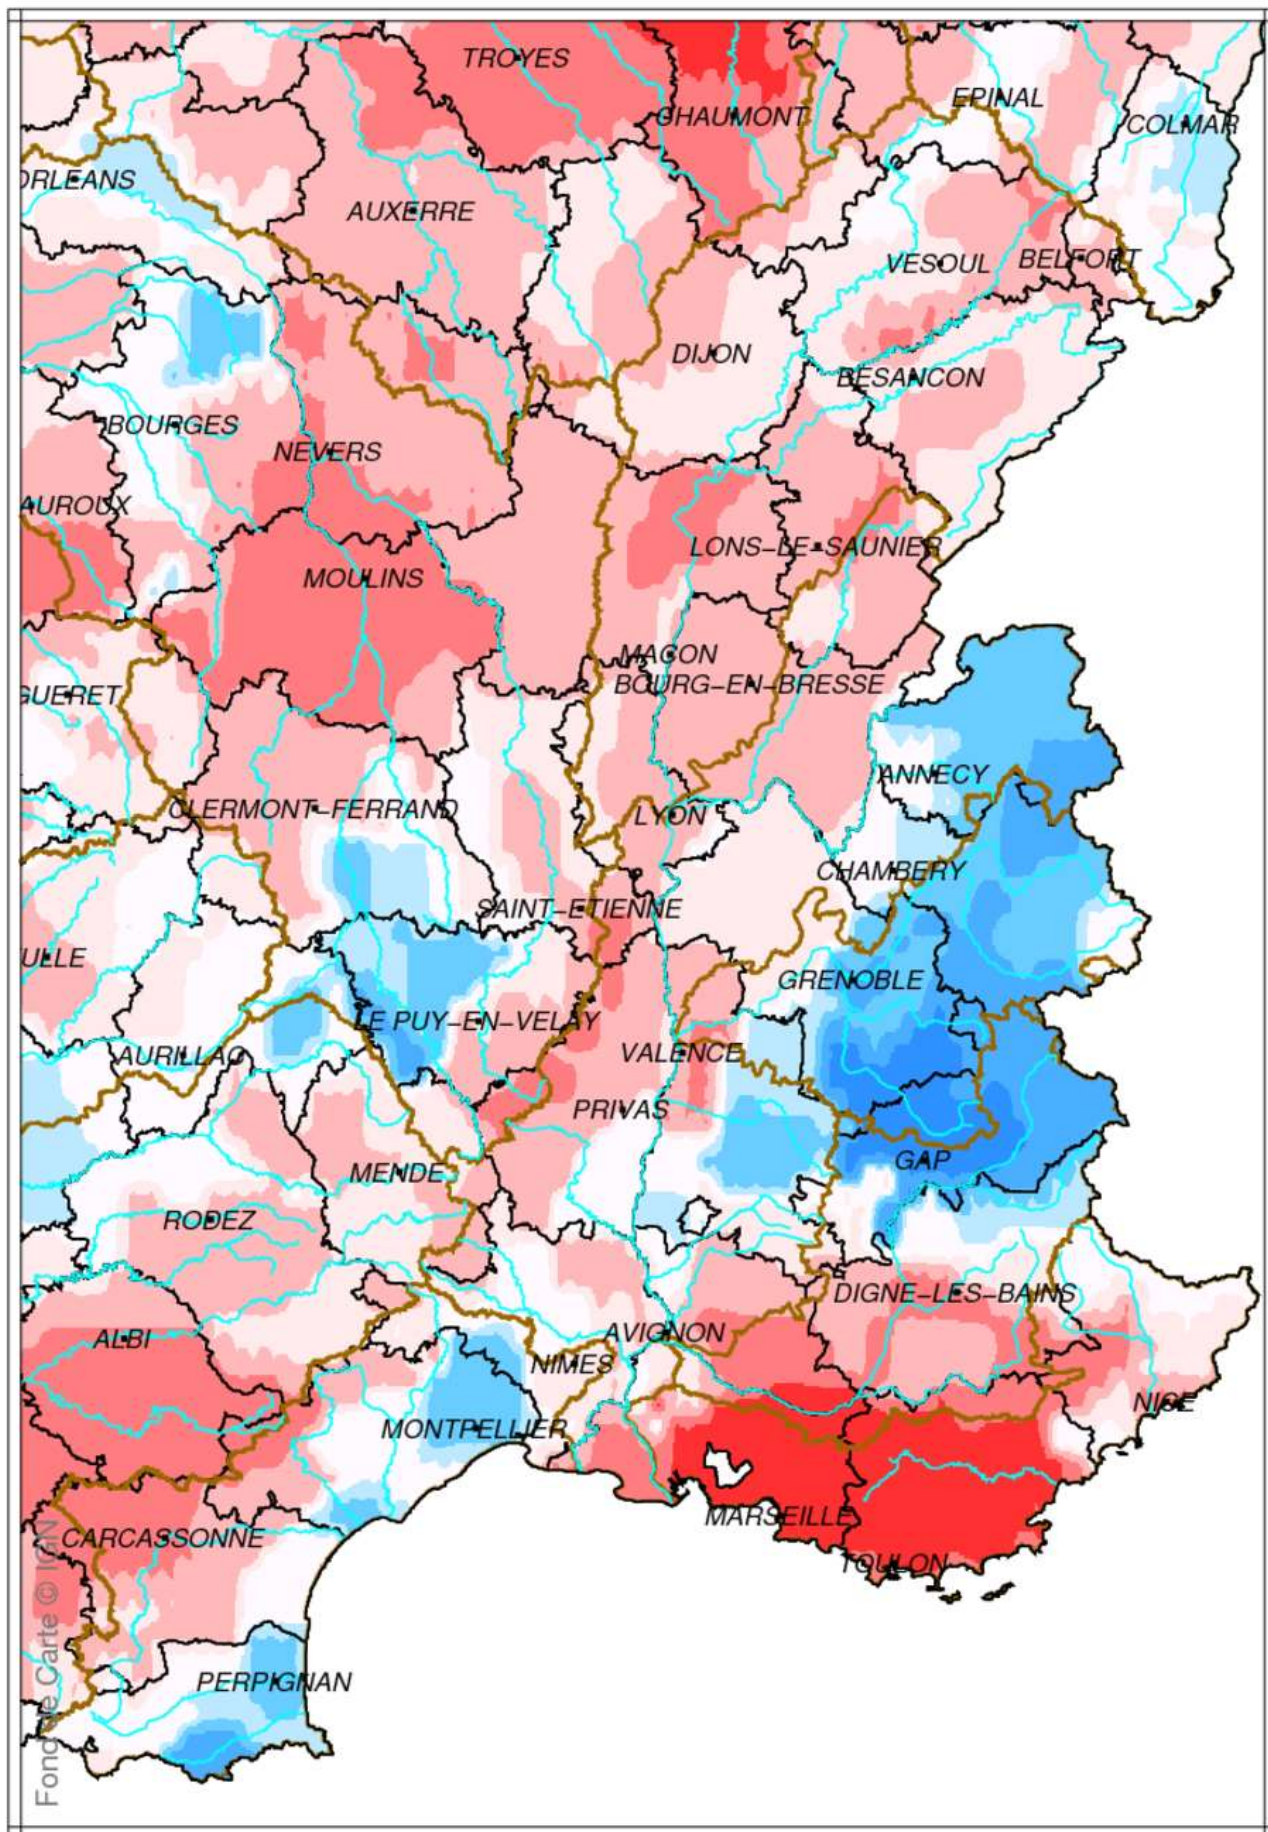 TROYES
CHAUMONT
EPINAL
COLMAR
ORLEANS
AUXERRE
VESOUL
BELFORT
DIJON
BESANCON
BOURGES
NEVERS
AUROUX
LONS-LE-SAUNIER
MOULINS
MACON
BOURG-EN-BRESSE
GUERET
ANNECY
CLERMONT-FERRAND
LYON
CHAMBERY
SAINT-ETIENNE
ULLE
GRENOBLE
LE PUY-EN-VELAY
AURILLAC
VALENCE
PRIVAS
GAP
MENDE
RODEZ
DIGNE-LES-BAINS
ALBI
AVIGNON
NIMES
NICE
MONTPELLIER
MARSEILLE
CARCASSONNE
TOULON
PERPIGNAN
Fond de Carte © IGN